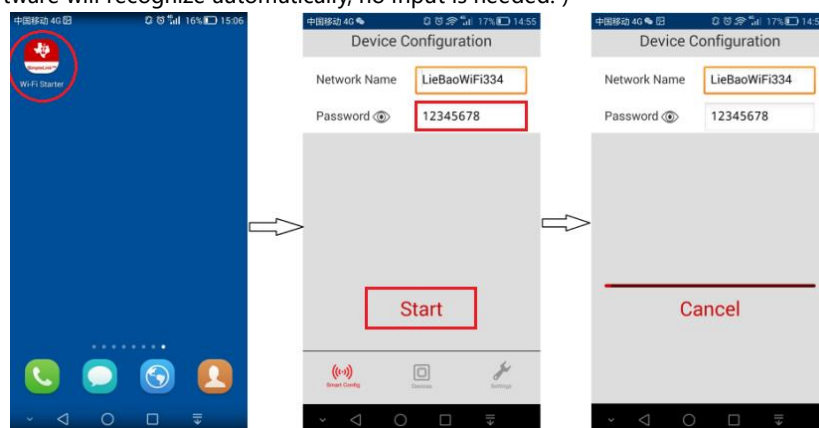 tware will recognize automatically, no input is needed. )
中国移动 4G 16% 15:06
Wi-Fi Starter
中国移动 4G 17% 14:55
Device Configuration
Network Name LieBaoWiFi334
Password 12345678
Start
Smart Config Devices Settings
中国移动 4G 17% 14:5
Device Configuration
Network Name LieBaoWiFi334
Password 12345678
Cancel